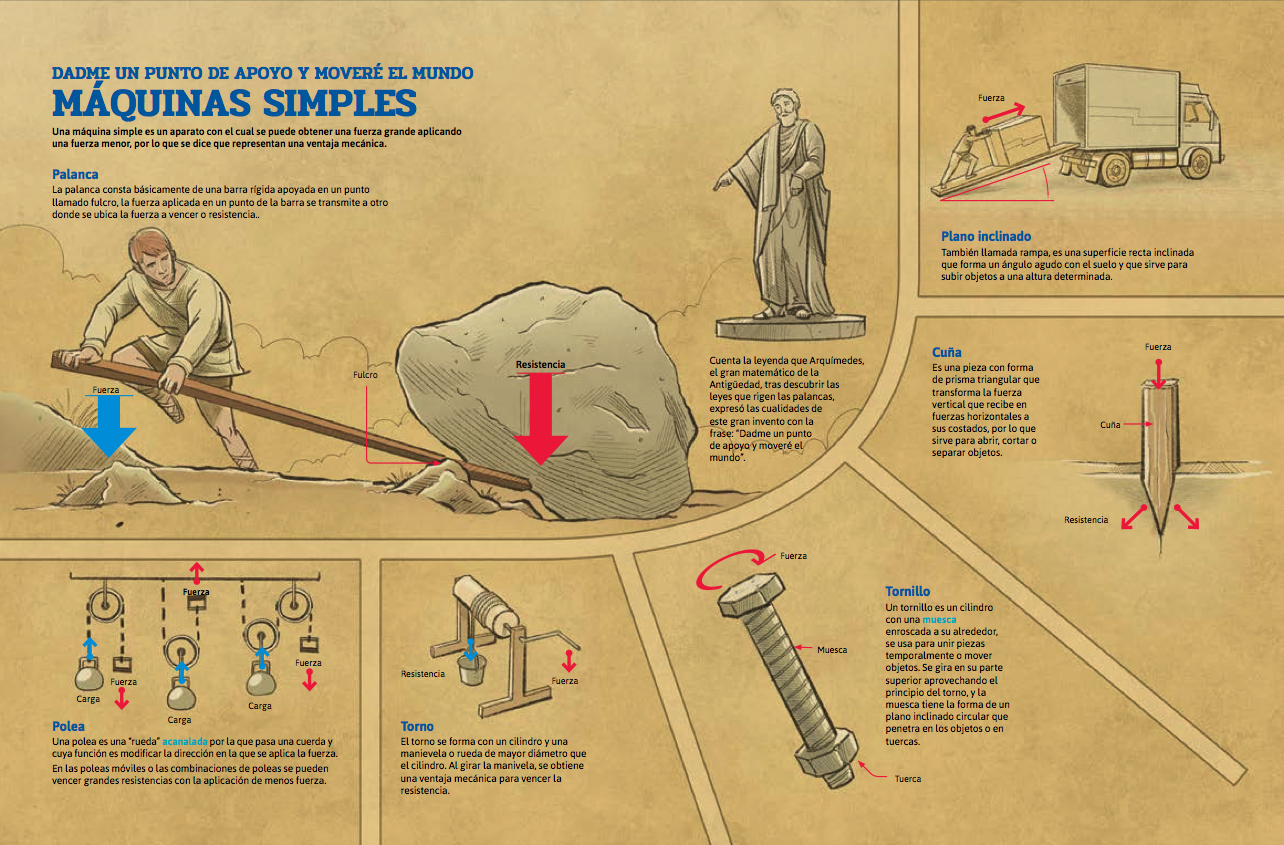 DADME UN PUNTO DE APOYO Y MOVERÉ EL MUNDO
MÁQUINAS SIMPLES
Una máquina simple es un aparato con el cual se puede obtener una fuerza grande aplicando
una fuerza menor, por lo que se dice que representan una ventaja mecánica.
Palanca
La palanca consta básicamente de una barra rígida apoyada en un punto
llamado fulcro, la fuerza aplicada en un punto de la barra se transmite a otro
donde se ubica la fuerza a vencer o resistencia..
Fuerza
Fulcro
Resistencia
Cuenta la leyenda que Arquímedes,
el gran matemático de la
Antigüedad, tras descubrir las
leyes que rigen las palancas,
expresó las cualidades de
este gran invento con la
frase: “Dadme un punto
de apoyo y moveré el
mundo”.
Fuerza
Plano inclinado
También llamada rampa, es una superficie recta inclinada
que forma un ángulo agudo con el suelo y que sirve para
subir objetos a una altura determinada.
Cuña
Es una pieza con forma
de prisma triangular que
transforma la fuerza
vertical que recibe en
fuerzas horizontales a
sus costados, por lo que
sirve para abrir, cortar o
separar objetos.
Fuerza
Cuña
Resistencia
Fuerza
Carga
Fuerza
Carga
Carga
Fuerza
Polea
Una polea es una “rueda” acanalada por la que pasa una cuerda y
cuya función es modificar la dirección en la que se aplica la fuerza.
En las poleas móviles o las combinaciones de poleas se pueden
vencer grandes resistencias con la aplicación de menos fuerza.
Resistencia
Fuerza
Torno
El torno se forma con un cilindro y una
manievela o rueda de mayor diámetro que
el cilindro. Al girar la manivela, se obtiene
una ventaja mecánica para vencer la
resistencia.
Fuerza
Muesca
Tuerca
Tornillo
Un tornillo es un cilindro
con una muesca
enroscada a su alrededor,
se usa para unir piezas
temporalmente o mover
objetos. Se gira en su parte
superior aprovechando el
principio del torno, y la
muesca tiene la forma de un
plano inclinado circular que
penetra en los objetos o en
tuercas.